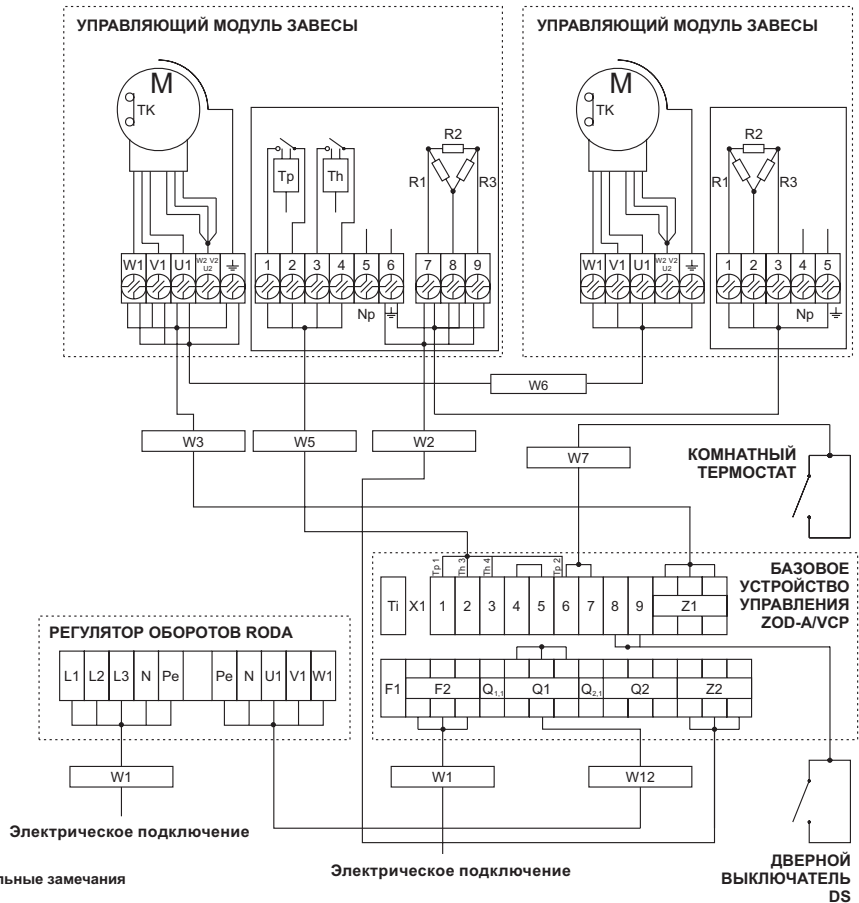 УПРАВЛЯЮЩИЙ МОДУЛЬ ЗАВЕСЫ
УПРАВЛЯЮЩИЙ МОДУЛЬ ЗАВЕСЫ
M
TK
Tp
Th
R2
R1
R3
M
TK
R2
R1
R3
W1 V1 U1 W2 V2 U2
1 2 3 4 5 6
7 8 9
Np
W1 V1 U1 W2 V2 U2
1 2 3 4 5
Np
W6
W3
W5
W2
W7
КОМНАТНЫЙ
ТЕРМОСТАТ
Tp 1
Th 3
Th 4
Tp 2
БАЗОВОЕ
УСТРОЙСТВО
УПРАВЛЕНИЯ
ZOD-A/VCP
Ti X1 1 2 3 4 5 6 7 8 9 Z1
РЕГУЛЯТОР ОБОРОТОВ RODA
L1 L2 L3 N Pe Pe N U1 V1 W1
F1 F2 Q1,1 Q1 Q2,1 Q2 Z2
W1
W1
W12
Электрическое подключение
Электрическое подключение
ДВЕРНОЙ
ВЫКЛЮЧАТЕЛЬ
DS
льные замечания